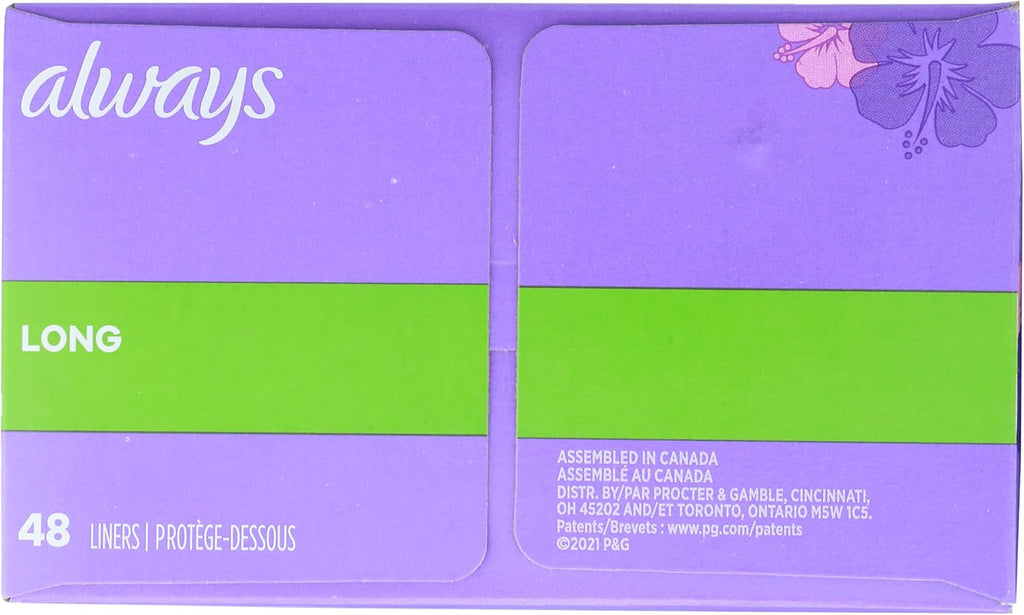 always
LONG
48 LINERS | PROTÈGE-DESSOUS
ASSEMBLED IN CANADA
ASSEMBLÉ AU CANADA
DISTR. BY/PAR PROCTER & GAMBLE, CINCINNATI,
OH 45202 AND/ET TORONTO, ONTARIO M5W 1C5.
Patents/Brevets : www.pg.com/patents
©2021 P&G